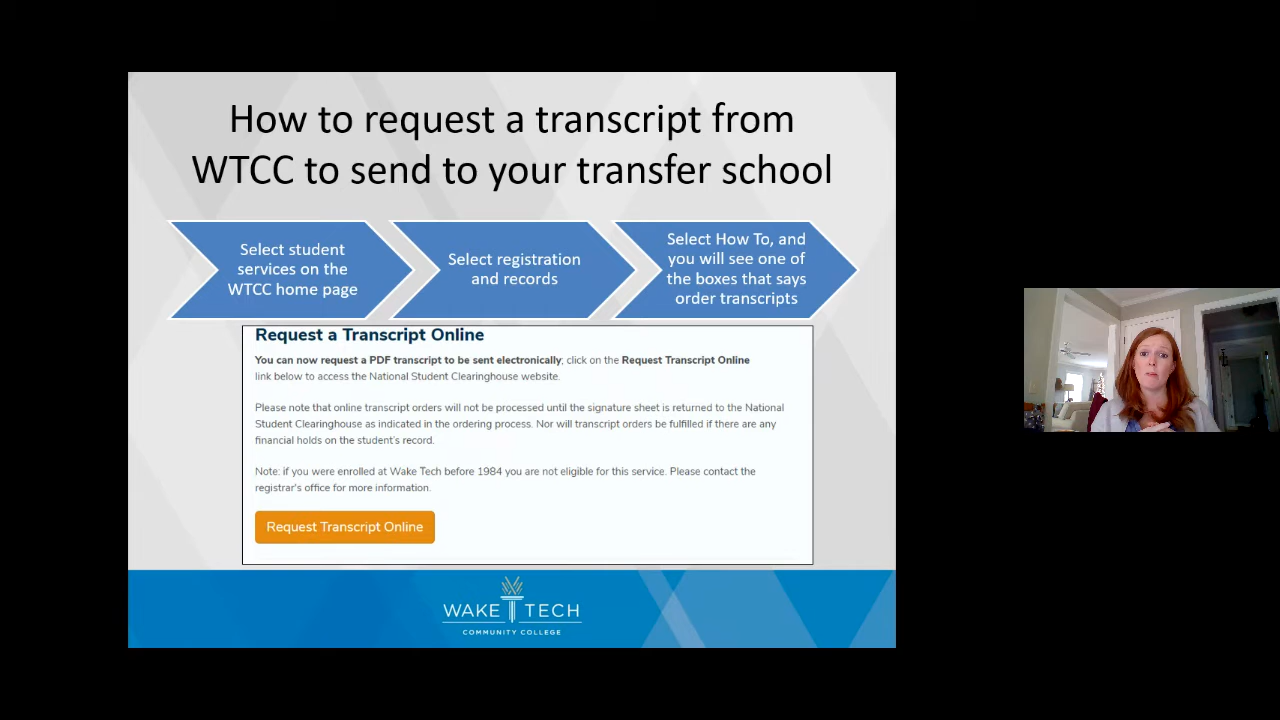 How to request a transcript from
WTCC to send to your transfer school
Select student
services on the
WTCC home page
Select registration
and records
Select How To, and
you will see one of
the boxes that says
order transcripts
Request a Transcript Online
You can now request a PDF transcript to be sent electronically; click on the Request Transcript Online
link below to access the National Student Clearinghouse website.
Please note that online transcript orders will not be processed until the signature sheet is returned to the National
Student Clearinghouse as indicated in the ordering process. Nor will transcript orders be fulfilled if there are any
financial holds on the student's record.
Note: if you were enrolled at Wake Tech before 1984 you are not eligible for this service. Please contact the
registrar's office for more information.
Request Transcript Online
WAKE TECH
COMMUNITY COLLEGE